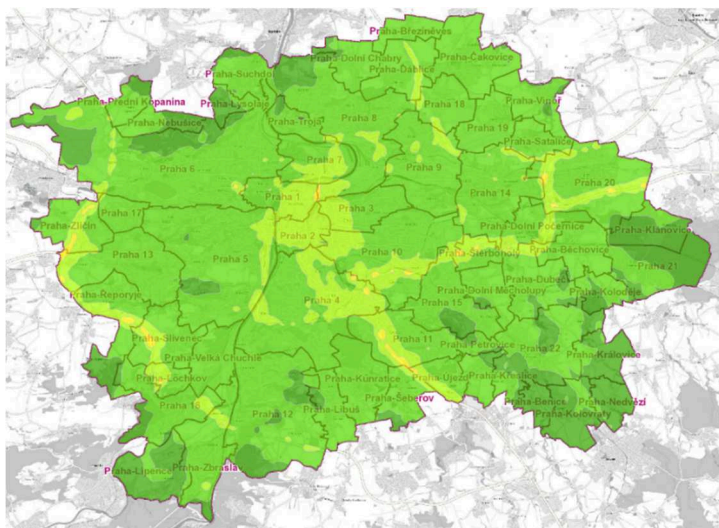 Praha-Březiněves
Praha-Dolní Chabry
Praha-Čakovice
Praha-Ďáblice
Praha-Suchdo
Praha-Přední Kopanina
Praha-Lysolaje
Praha 18
Praha-Vinoř
Praha-Nebušice
Praha-Troja
Praha 8
Praha 19
Praha-Satalice
Praha 7
Praha 6
Praha 9
Praha 20
Praha 14
Praha 1
Praha 3
Praha 17
Praha-Zličín
Praha-Dolní Počernice
Praha-Klánovice
Praha 2
Praha 13
Praha 5
Praha 10
Praha-Štěrboholy
Praha-Běchovice
Praha 21
Praha-Dubeč
Praha-Dolní Měcholupy
Praha-Koloděje
Praha-Řeporyje
Praha 4
Praha 15
Praha-Slivenec
Praha 11
Praha-Petrovice
Praha 22
Praha-Královice
Praha-Velká Chuchle
Praha-Lochkov
Praha-Kunratice
Praha-Újezd
Praha-Křeslice
Praha-Šeberov
Praha-Benice
Praha-Nedvězí
Praha 16
Praha 12
Praha-Libuš
Praha-Kolovraty
Praha-Lipenc
Praha-Zbrasla